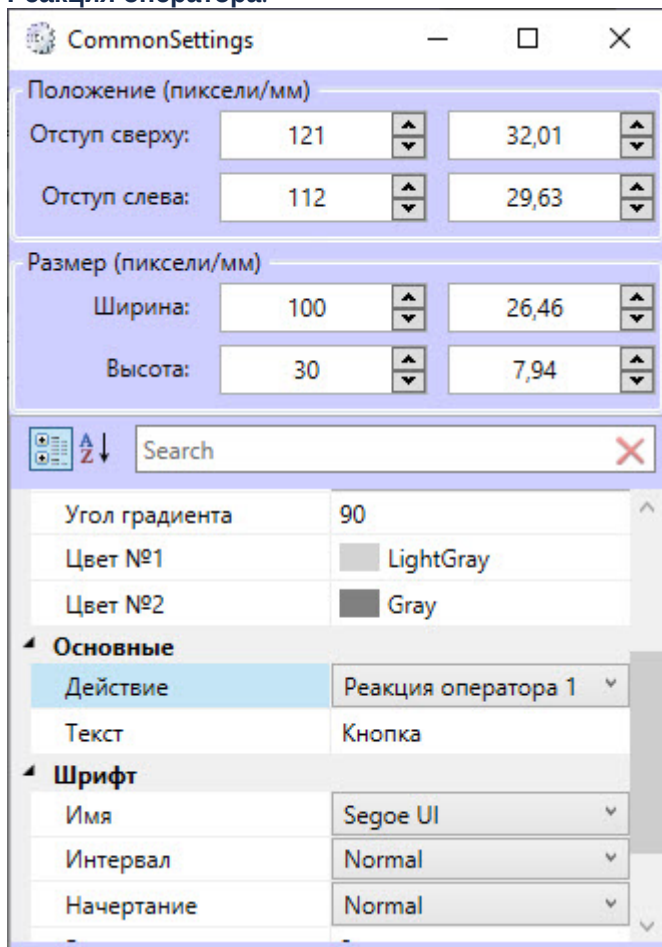 Реакция оператора.
CommonSettings
Положение (пиксели/мм)
Отступ сверху: 121 32,01
Отступ слева: 112 29,63
Размер (пиксели/мм)
Ширина: 100 26,46
Высота: 30 7,94
Search
Угол градиента 90
Цвет №1 LightGray
Цвет №2 Gray
Основные
Действие Реакция оператора 1
Текст Кнопка
Шрифт
Имя Segoe UI
Интервал Normal
Начертание Normal